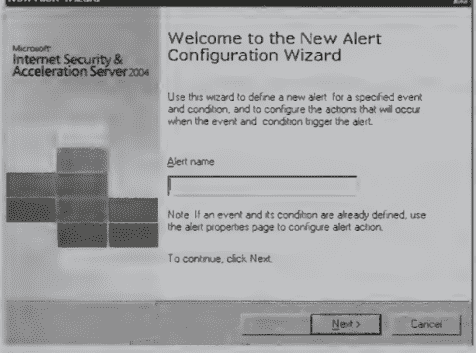 New Alert Wizard
Microsoft
Internet Security &
Acceleration Server 2004
Welcome to the New Alert
Configuration Wizard
Use this wizard to define a new alert for a specified event
and condition, and to configure the actions that will occur
when the event and condition trigger the alert.
Alert name
Note: If an event and its condition are already defined, use
the alert properties page to configure alert action.
To continue, click Next.
Next >
Cancel